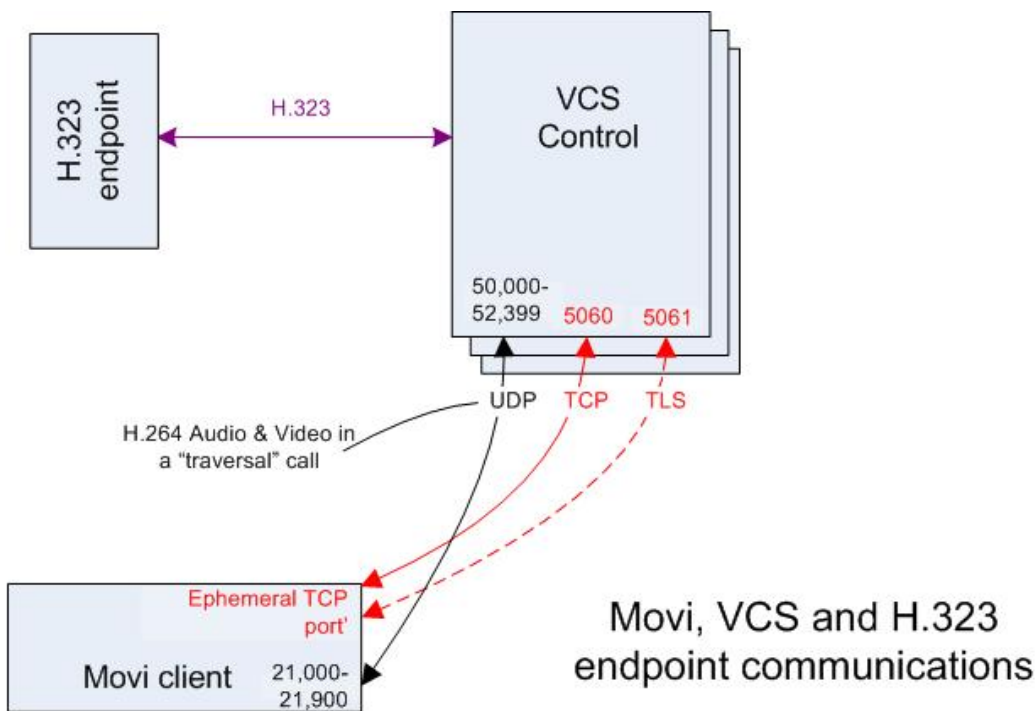 H.323
endpoint
H.323
VCS
Control
50,000-
52,399
5060
5061
UDP
TCP
TLS
H.264 Audio & Video in
a “traversal” call
Ephemeral TCP
port'
Movi client
21,000-
21,900
Movi, VCS and H.323
endpoint communications